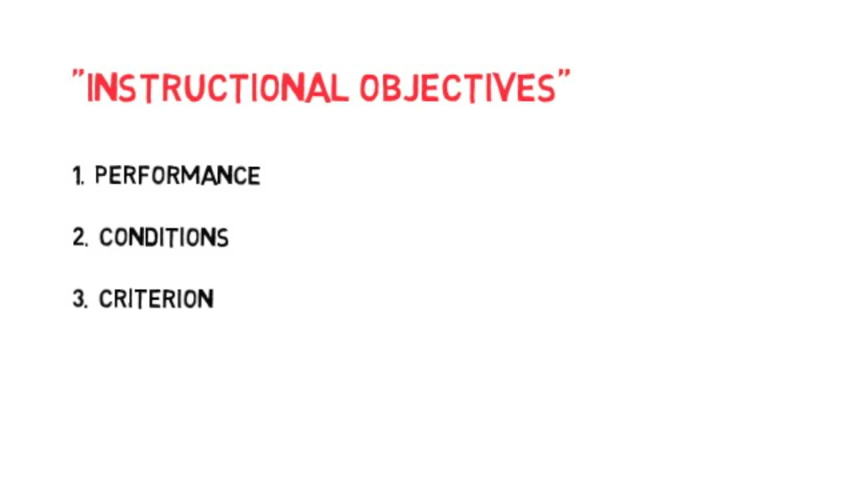 "INSTRUCTIONAL OBJECTIVES"
1. PERFORMANCE
2. CONDITIONS
3. CRITERION